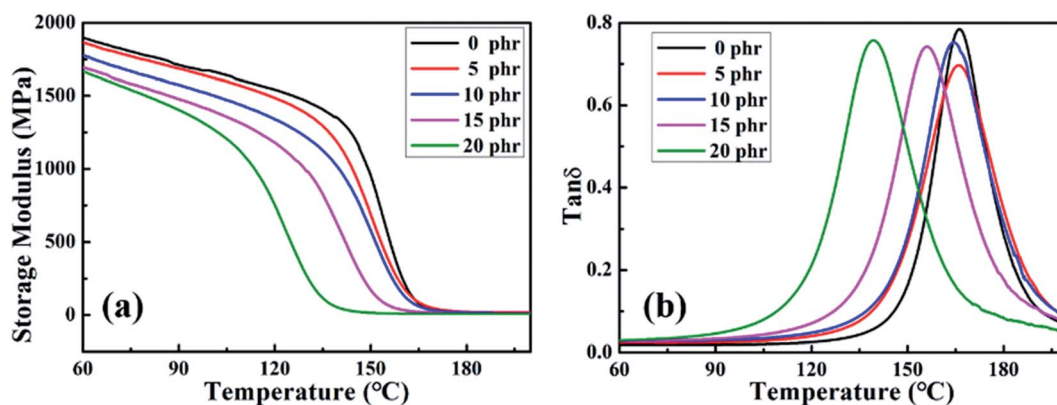 2000
1500
1000
500
0
60
90
120
150
180
Storage Modulus (MPa)
Temperature (°C)
0 phr
5 phr
10 phr
15 phr
20 phr
(a)
0.8
0.6
0.4
0.2
0.0
60
90
120
150
180
Tanδ
Temperature (°C)
0 phr
5 phr
10 phr
15 phr
20 phr
(b)